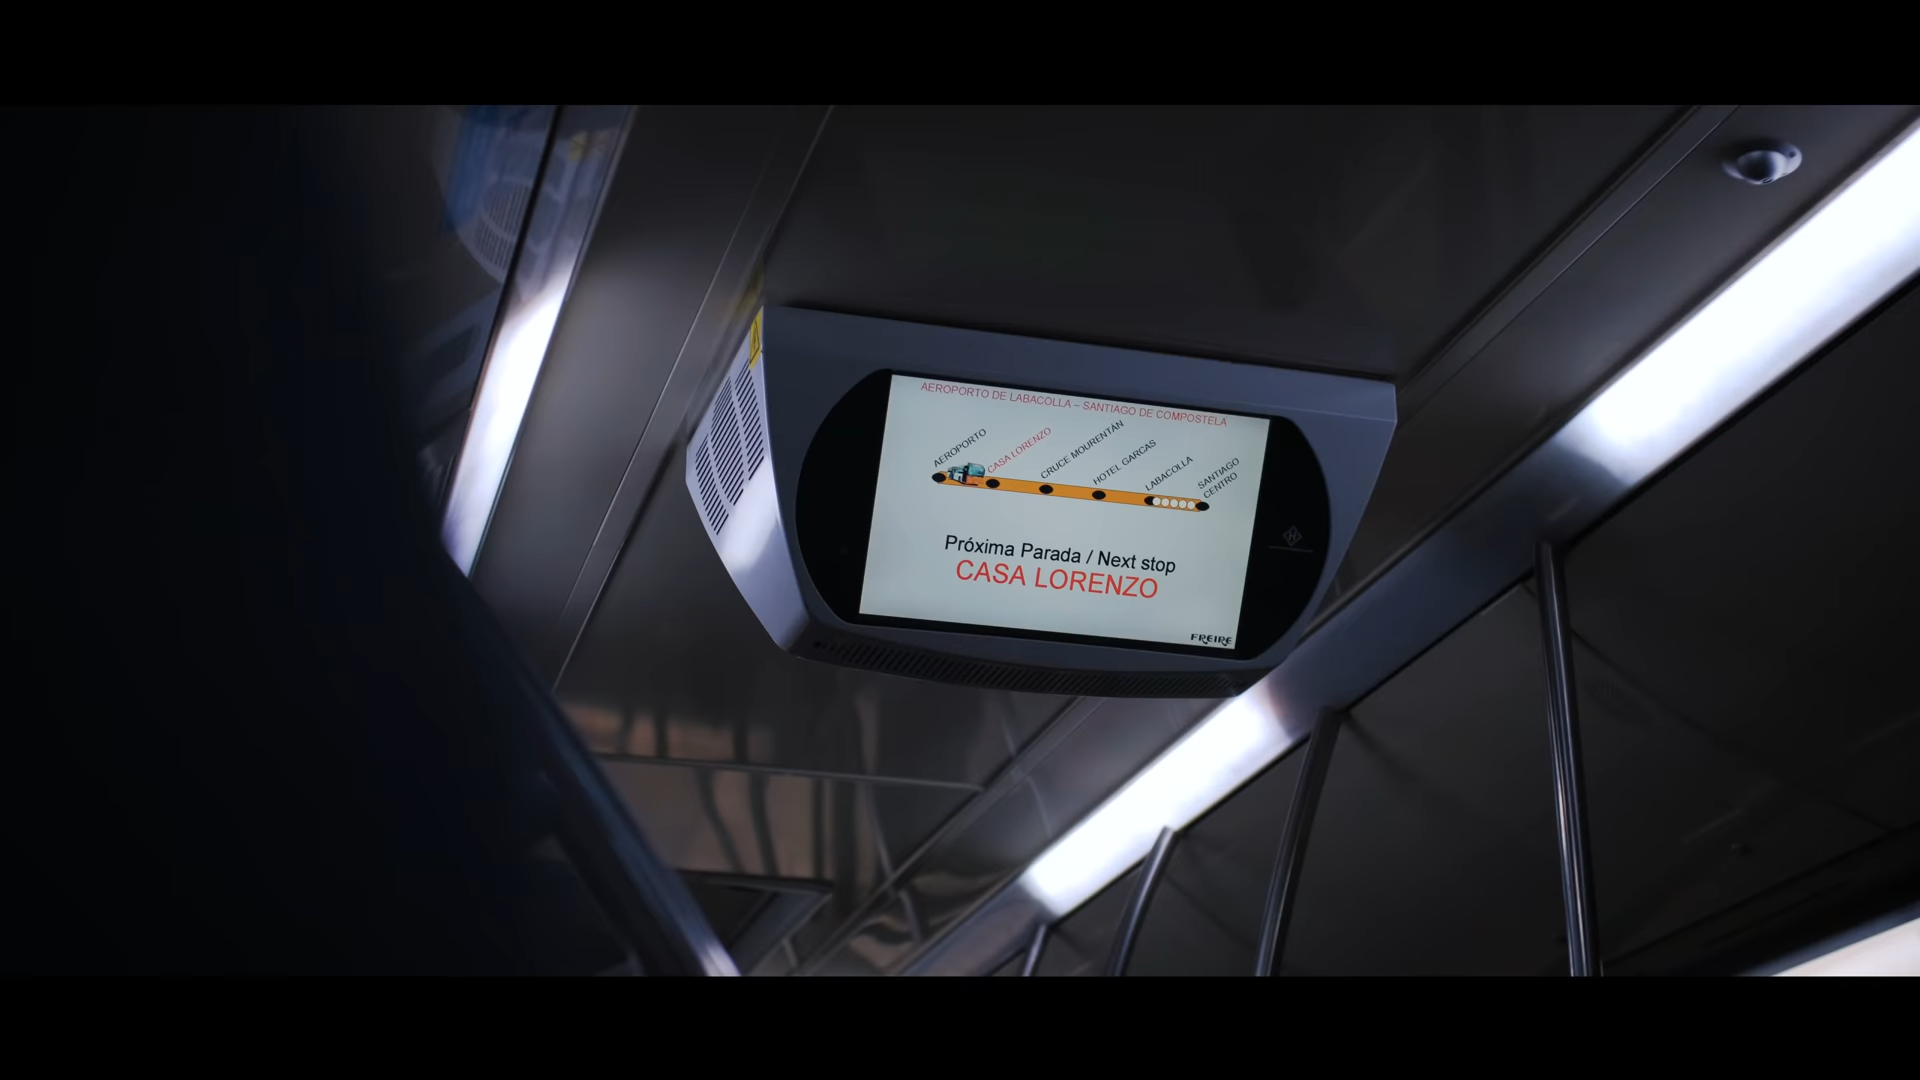 AEROPORTO DE LABACOLLA – SANTIAGO DE COMPOSTELA
AEROPORTO
CASA LORENZO
CRUCE MOURENTÁN
HOTEL GARCAS
LABACOLLA
SANTIAGO
CENTRO
Próxima Parada / Next stop
CASA LORENZO
FREIRE